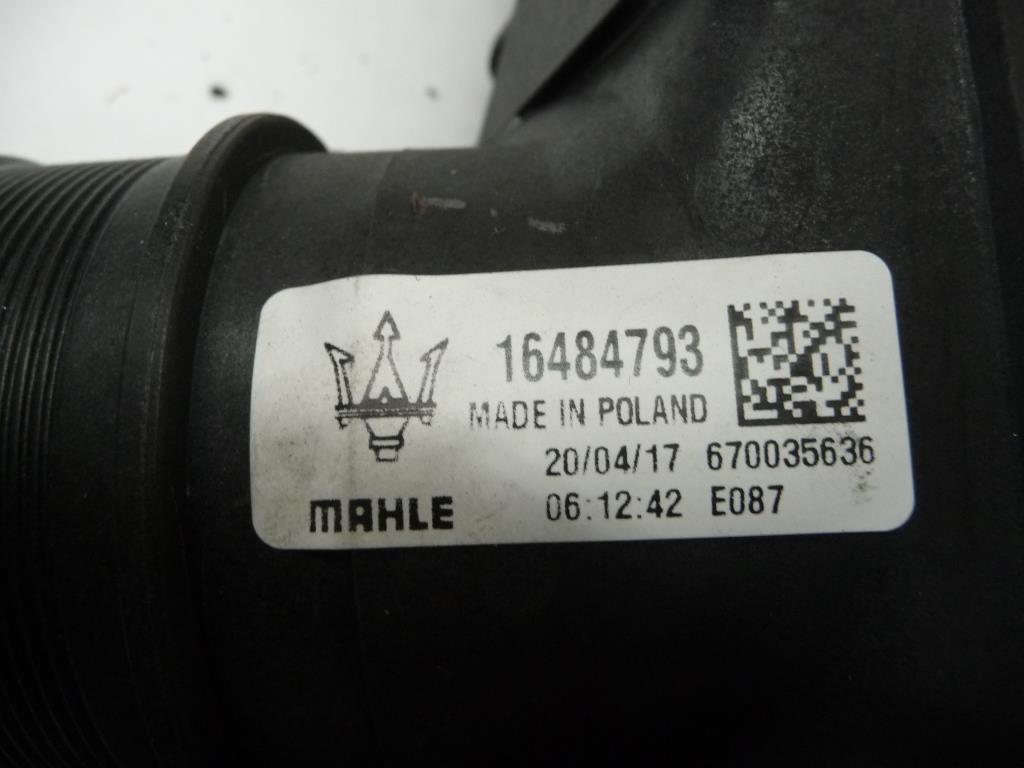 16484793
MADE IN POLAND
20/04/17 670035636
06:12:42 E087
MAHLE